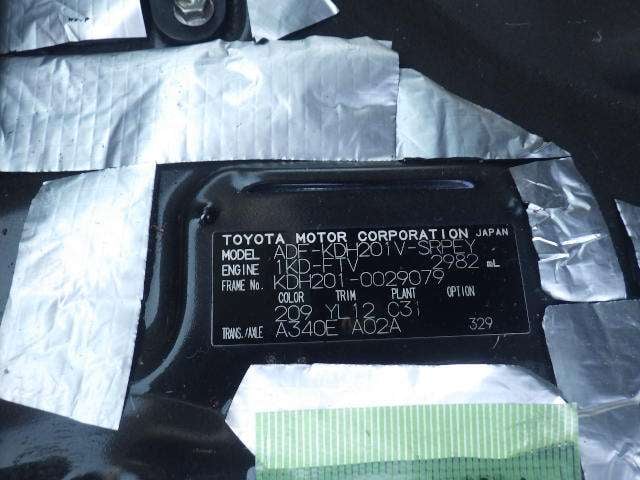 TOYOTA MOTOR CORPORATION JAPAN
MODEL ADF-KDH201V-SRPEY
ENGINE 1KD-FTV 2982 mL
FRAME No. KDH201-0029079
COLOR TRIM PLANT OPTION
209 YL12 C31
TRANS./AXLE A340E A02A 329